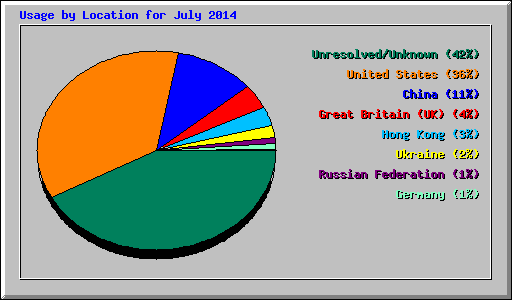 Usage by Location for July 2014
Unresolved/Unknown (42%)
United States (36%)
China (11%)
Great Britain (UK) (4%)
Hong Kong (3%)
Ukraine (2%)
Russian Federation (1%)
Germany (1%)